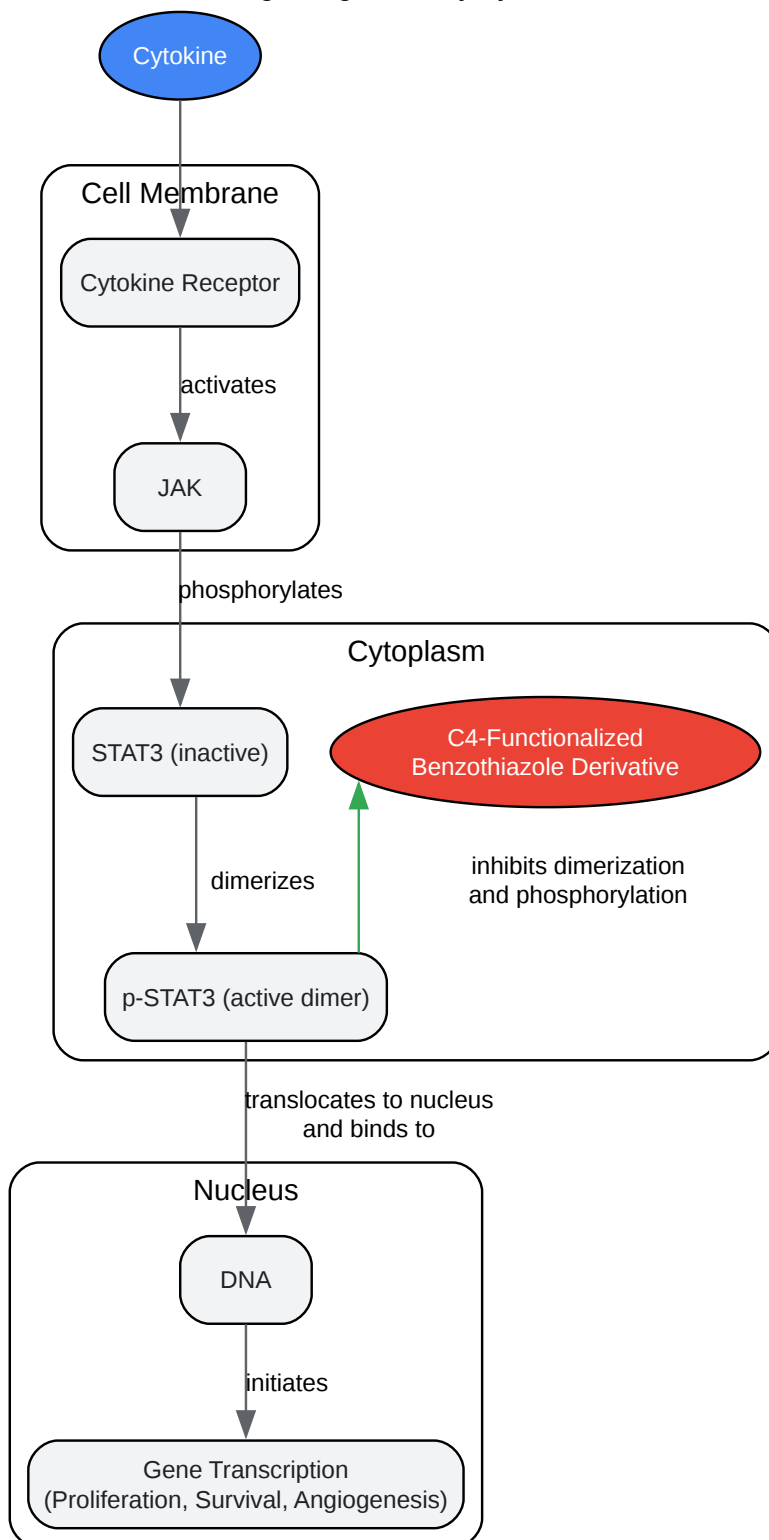 Cytokine
Cell Membrane
Cytokine Receptor
activates
JAK
phosphorylates
Cytoplasm
C4-Functionalized
Benzothiazole Derivative
STAT3 (inactive)
dimerizes
inhibits dimerization
and phosphorylation
p-STAT3 (active dimer)
translocates to nucleus
and binds to
Nucleus
DNA
initiates
Gene Transcription
(Proliferation, Survival, Angiogenesis)